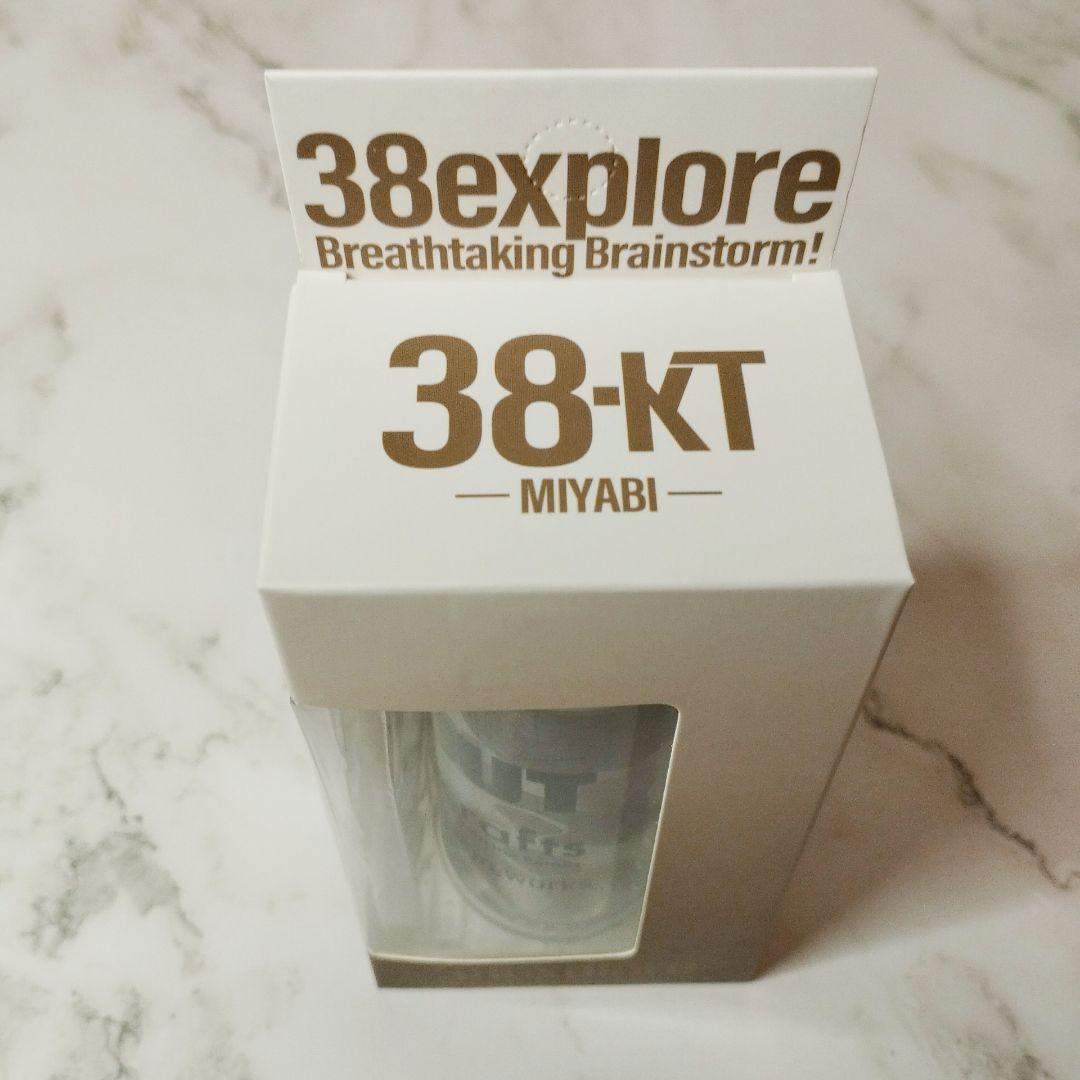 38explore
Breathtaking Brainstorm!
38-KT
MIYABI